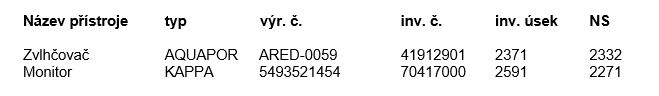 Název přístroje typ výr. č. inv. č. inv. úsek NS
Zvlhčovač AQUAPOR ARED-0059 41912901 2371 2332
Monitor KAPPA 5493521454 70417000 2591 2271